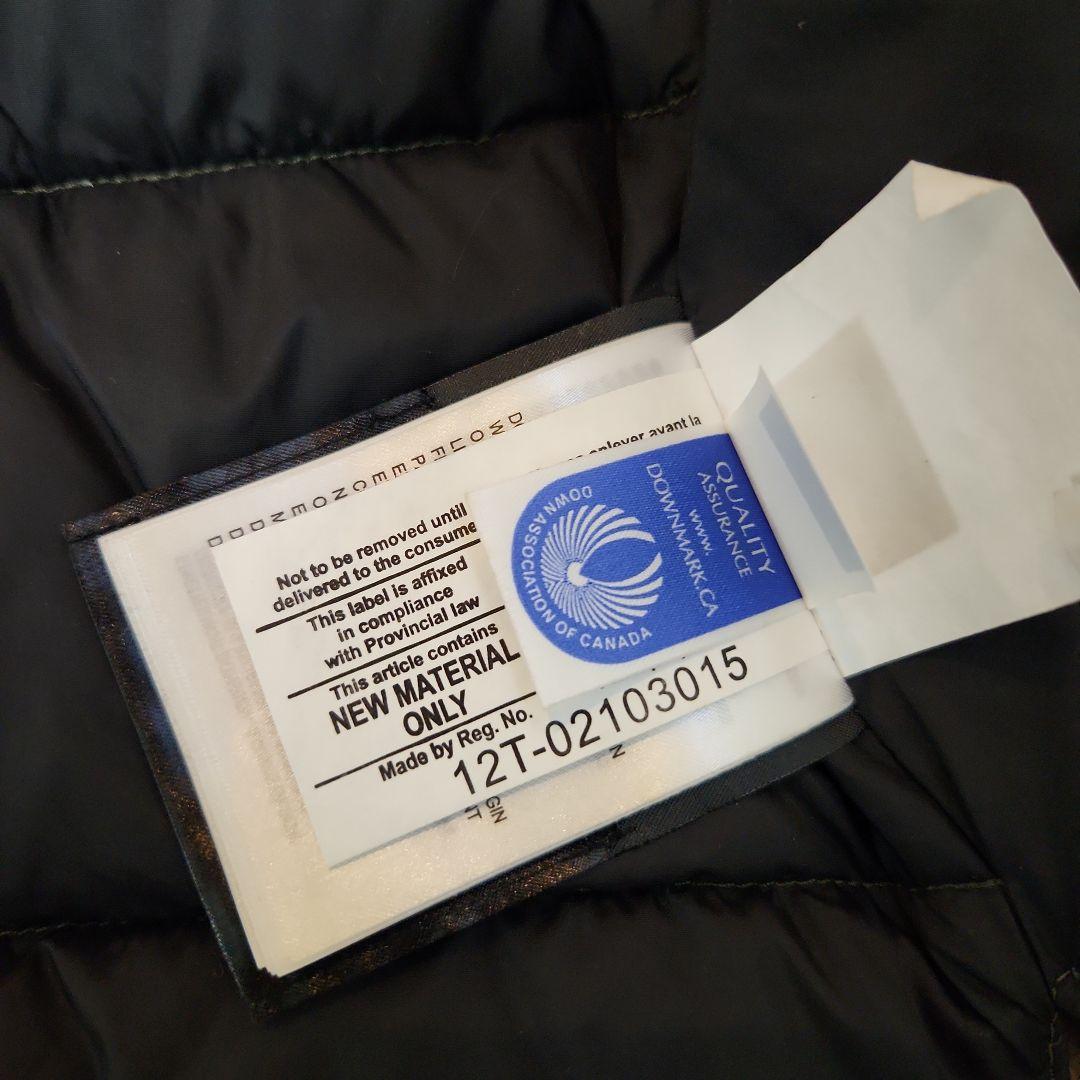 enlever avant la
Not to be removed until
delivered to the consume
This label is affixed
in compliance
with Provincial law
This article contains
NEW MATERIAL
ONLY
Made by Reg. No.
12T-02103015
DOWN ASSOCIATION OF CANADA
QUALITY
ASSURANCE
www.
DOWNMARK.CA
GIN
N